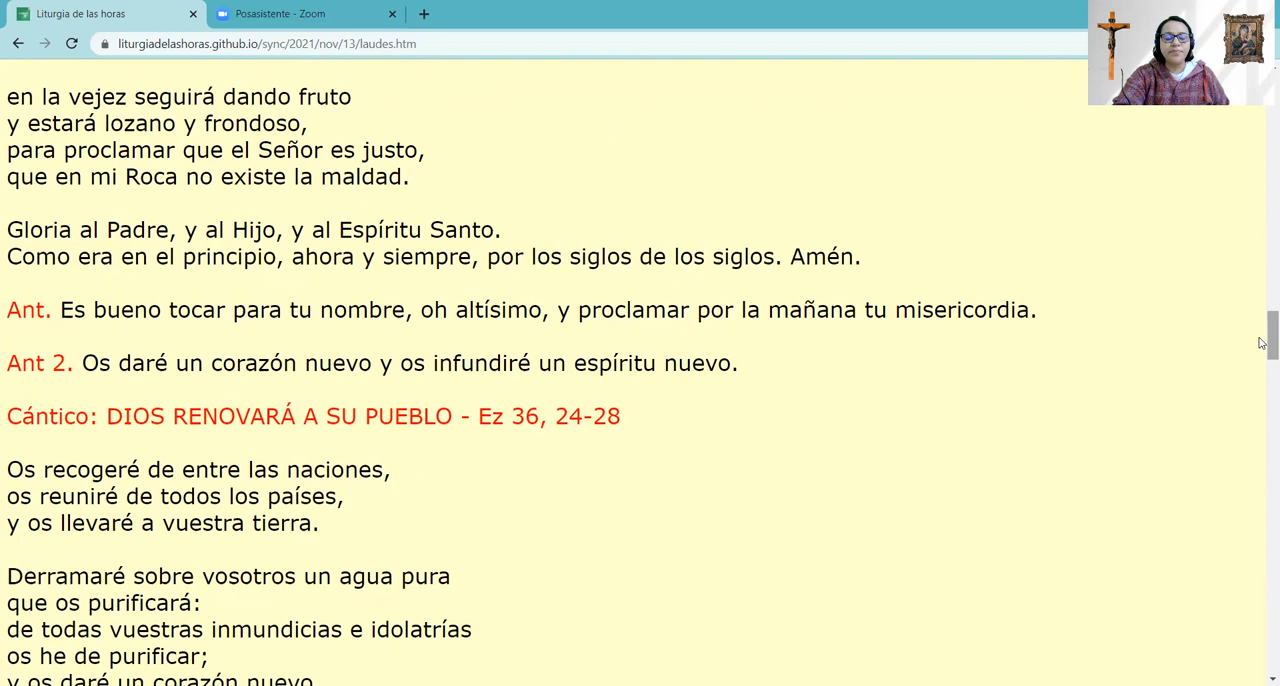 Liturgia de las horas
Posasistente - Zoom
liturgiadelashoras.github.io/sync/2021/nov/13/laudes.htm
en la vejez seguirá dando fruto
y estará lozano y frondoso,
para proclamar que el Señor es justo,
que en mi Roca no existe la maldad.
Gloria al Padre, y al Hijo, y al Espíritu Santo.
Como era en el principio, ahora y siempre, por los siglos de los siglos. Amén.
Ant. Es bueno tocar para tu nombre, oh altísimo, y proclamar por la mañana tu misericordia.
Ant 2. Os daré un corazón nuevo y os infundiré un espíritu nuevo.
Cántico: DIOS RENOVARÁ A SU PUEBLO - Ez 36, 24-28
Os recogeré de entre las naciones,
os reuniré de todos los países,
y os llevaré a vuestra tierra.
Derramaré sobre vosotros un agua pura
que os purificará:
de todas vuestras inmundicias e idolatrías
os he de purificar;
y os daré un corazón nuevo